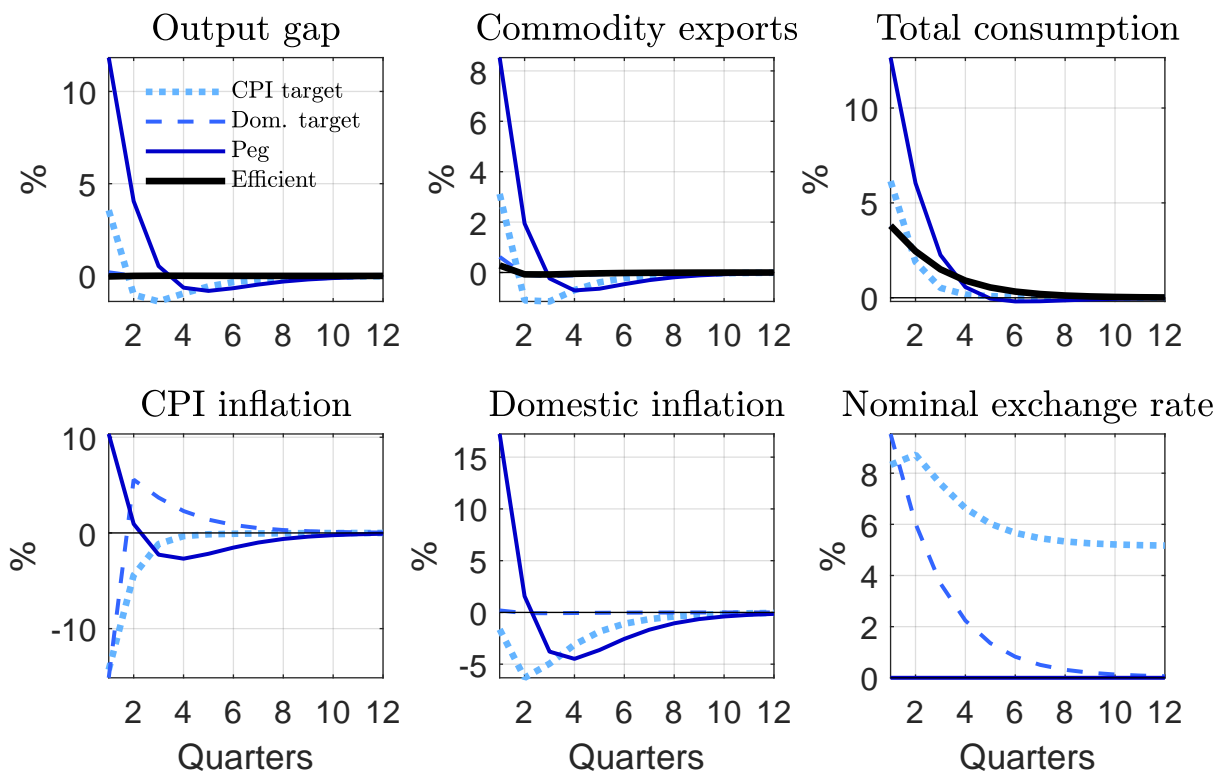 Output gap
Commodity exports
Total consumption
%
10
5
0
CPI target
Dom. target
Peg
Efficient
2 4 6 8 10 12
%
8
6
4
2
0
2 4 6 8 10 12
%
10
5
0
2 4 6 8 10 12
CPI inflation
Domestic inflation
Nominal exchange rate
%
10
0
-10
2 4 6 8 10 12
Quarters
%
15
10
5
0
-5
2 4 6 8 10 12
Quarters
%
8
6
4
2
0
2 4 6 8 10 12
Quarters